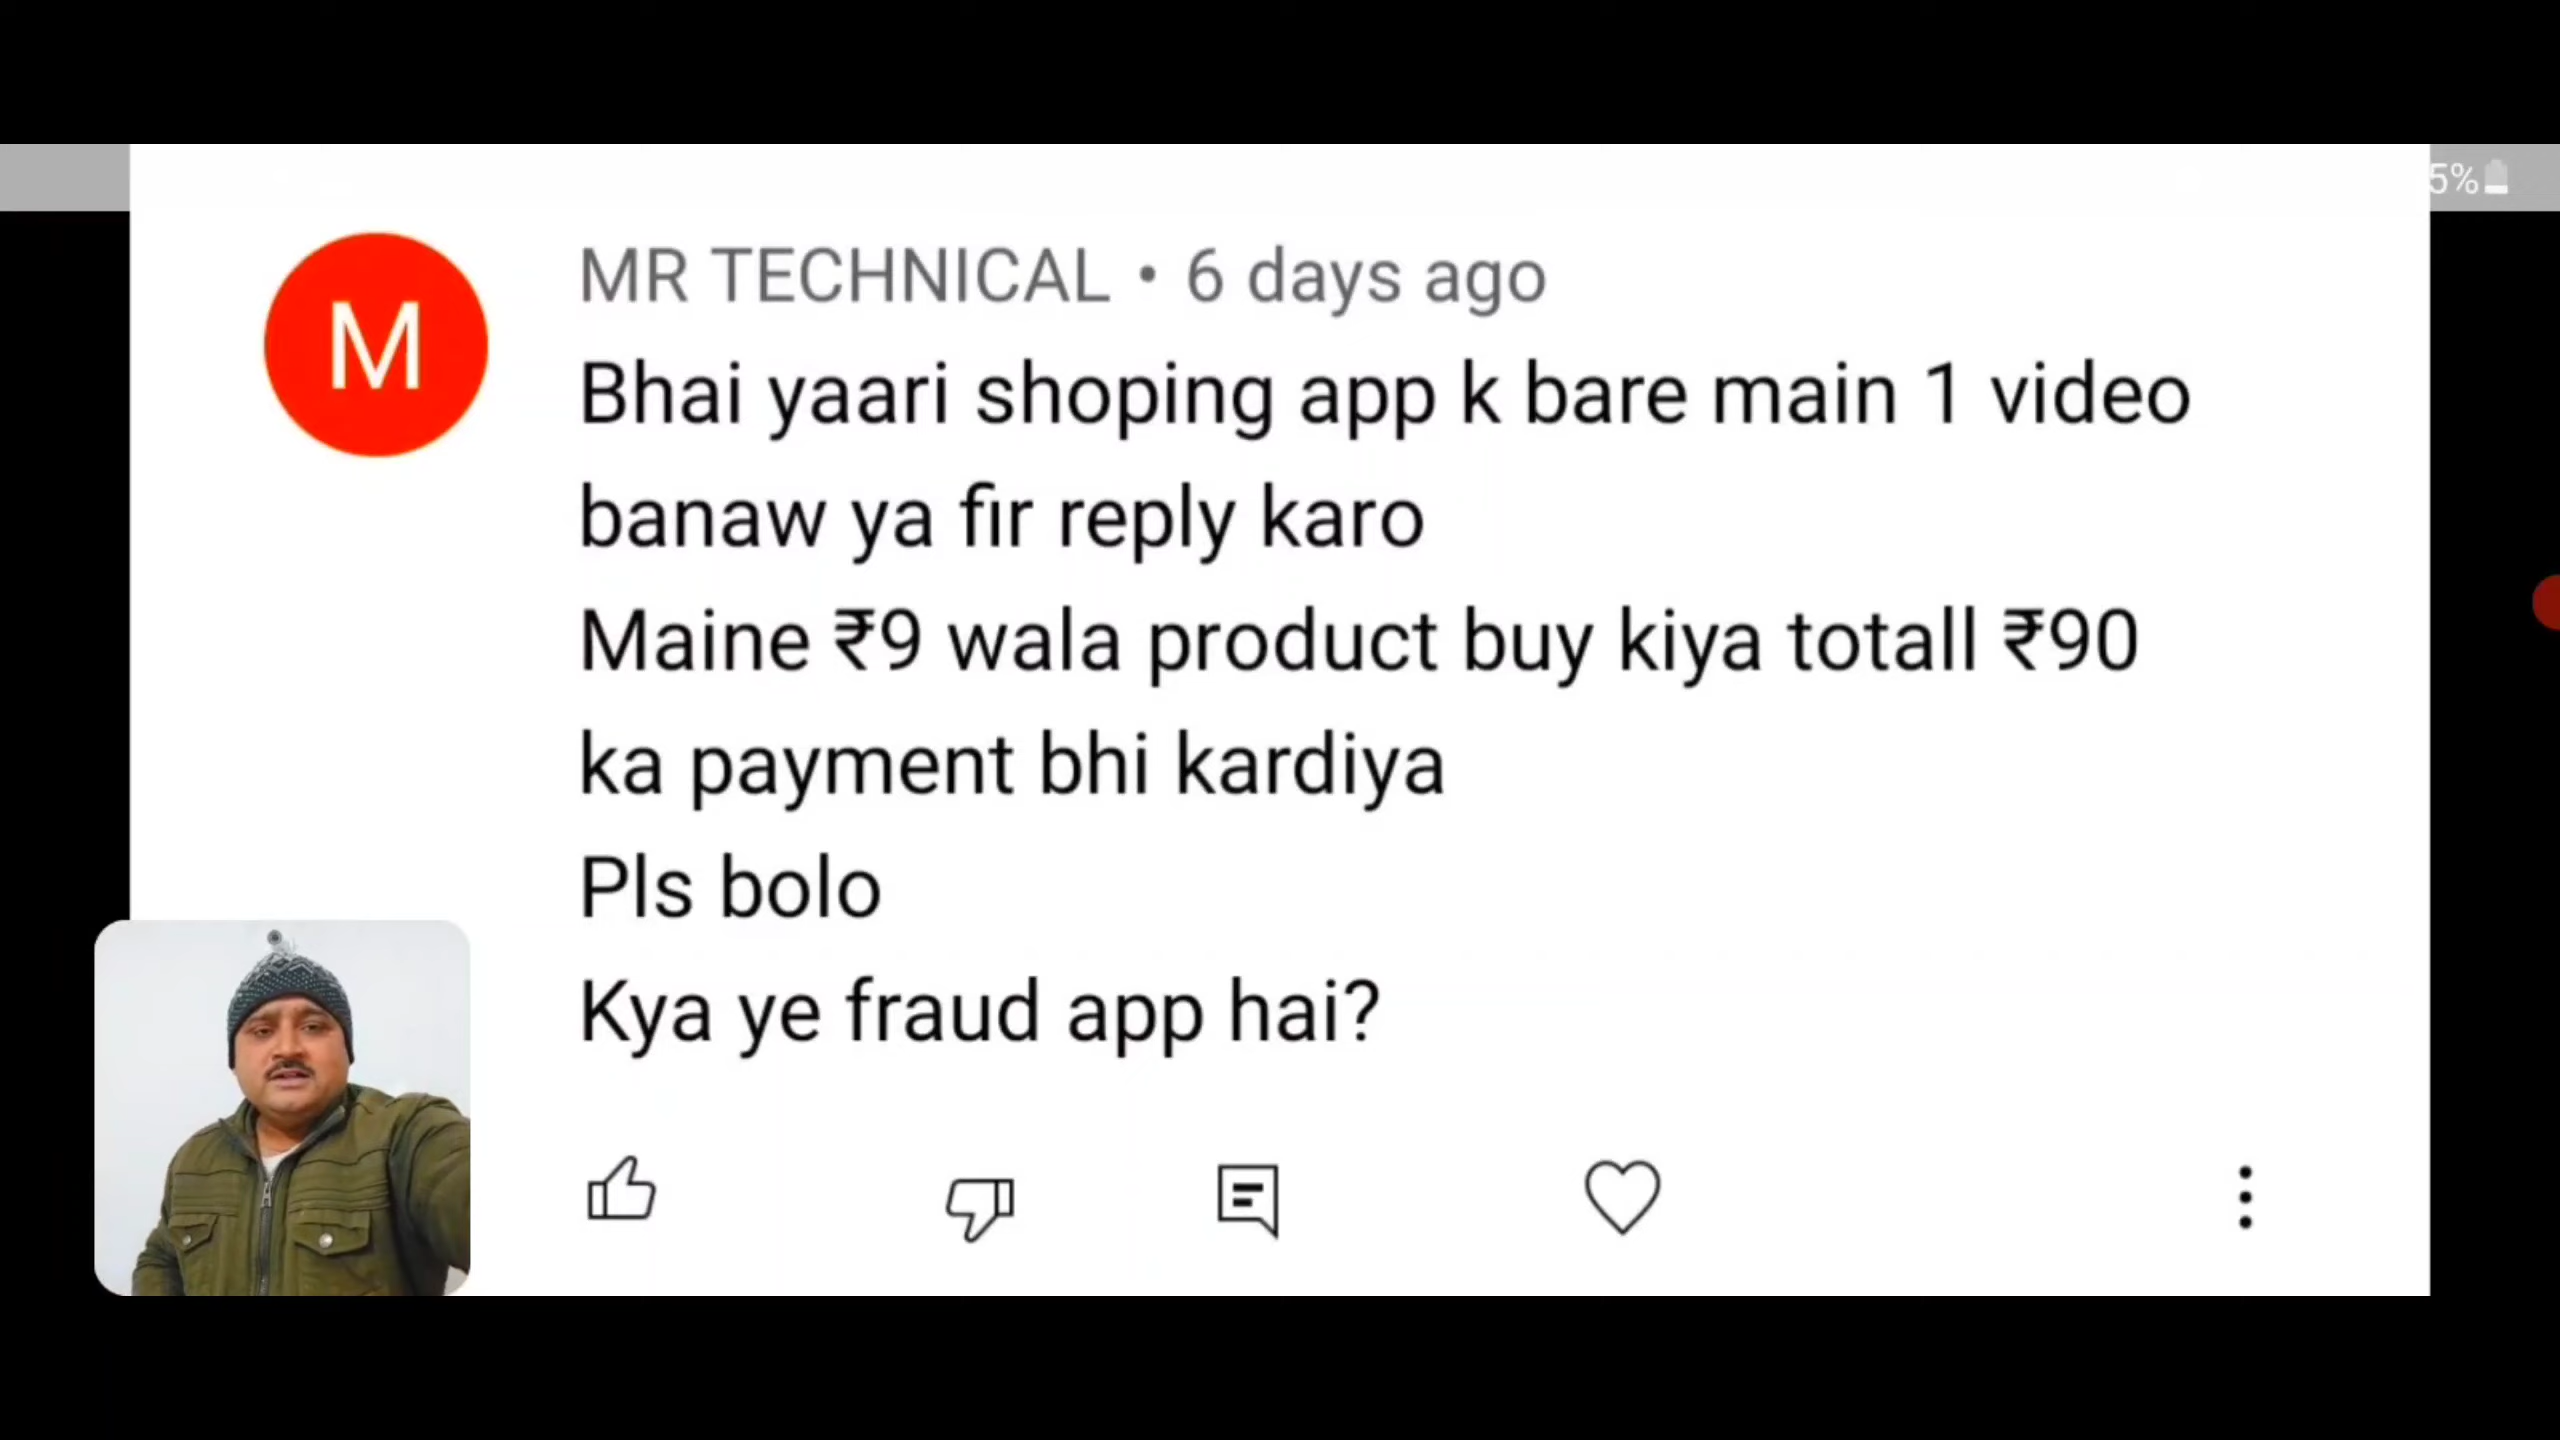 5%
MR TECHNICAL • 6 days ago
M
Bhai yaari shoping app k bare main 1 video
banaw ya fir reply karo
Maine ₹9 wala product buy kiya totall ₹90
ka payment bhi kardiya
Pls bolo
Kya ye fraud app hai?